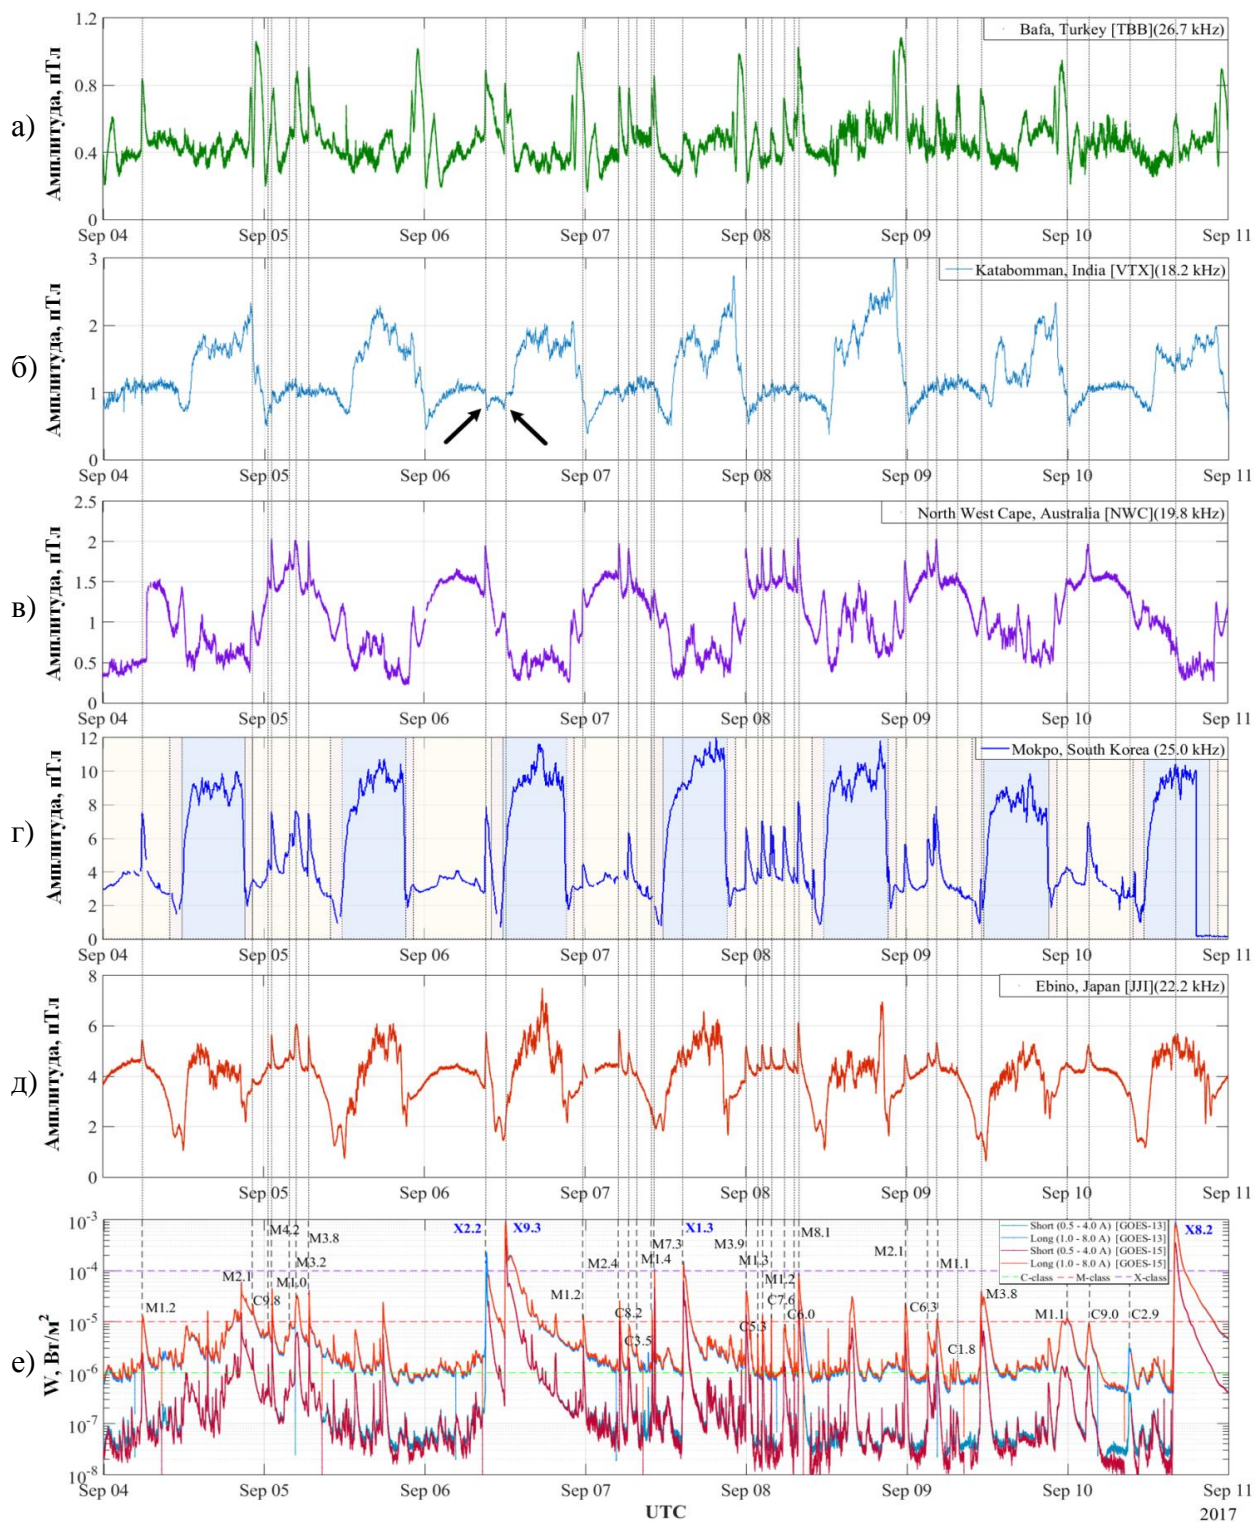 а)
Амплитуда, пТл
1.2
0.8
0.4
0
Bafa, Turkey [TBB](26.7 kHz)
Sep 04 Sep 05 Sep 06 Sep 07 Sep 08 Sep 09 Sep 10 Sep 11
б)
Амплитуда, пТл
3
2
1
0
Katabomman, India [VTX](18.2 kHz)
Sep 04 Sep 05 Sep 06 Sep 07 Sep 08 Sep 09 Sep 10 Sep 11
в)
Амплитуда, пТл
2.5
2
1.5
1
0.5
0
North West Cape, Australia [NWC](19.8 kHz)
Sep 04 Sep 05 Sep 06 Sep 07 Sep 08 Sep 09 Sep 10 Sep 11
г)
Амплитуда, пТл
12
10
8
6
4
2
0
Mokpo, South Korea (25.0 kHz)
Sep 04 Sep 05 Sep 06 Sep 07 Sep 08 Sep 09 Sep 10 Sep 11
д)
Амплитуда, пТл
8
6
4
2
0
Ebino, Japan [JJI](22.2 kHz)
Sep 05 Sep 06 Sep 07 Sep 08 Sep 09 Sep 10 Sep 11
е)
W, Вт/м²
10⁻³
10⁻⁴
10⁻⁵
10⁻⁶
10⁻⁷
10⁻⁸
M1.2
M2.1
C9.8
M4.2
M1.0
M3.2
M3.8
X2.2
X9.3
M1.2
M2.4
C8.2
C3.5
M1.4
M7.3
X1.3
M3.9
C5.3
M1.3
C7.6
M1.2
C6.0
M8.1
M2.1
C6.3
M1.1
C1.8
M3.8
M1.1
C9.0
C2.9
X8.2
Short (0.5 - 4.0 A) [GOES-13]
Long (1.0 - 8.0 A) [GOES-13]
Short (0.5 - 4.0 A) [GOES-15]
Long (1.0 - 8.0 A) [GOES-15]
C-class M-class X-class
Sep 04 Sep 05 Sep 06 Sep 07 Sep 08 Sep 09 Sep 10 Sep 11
UTC
2017